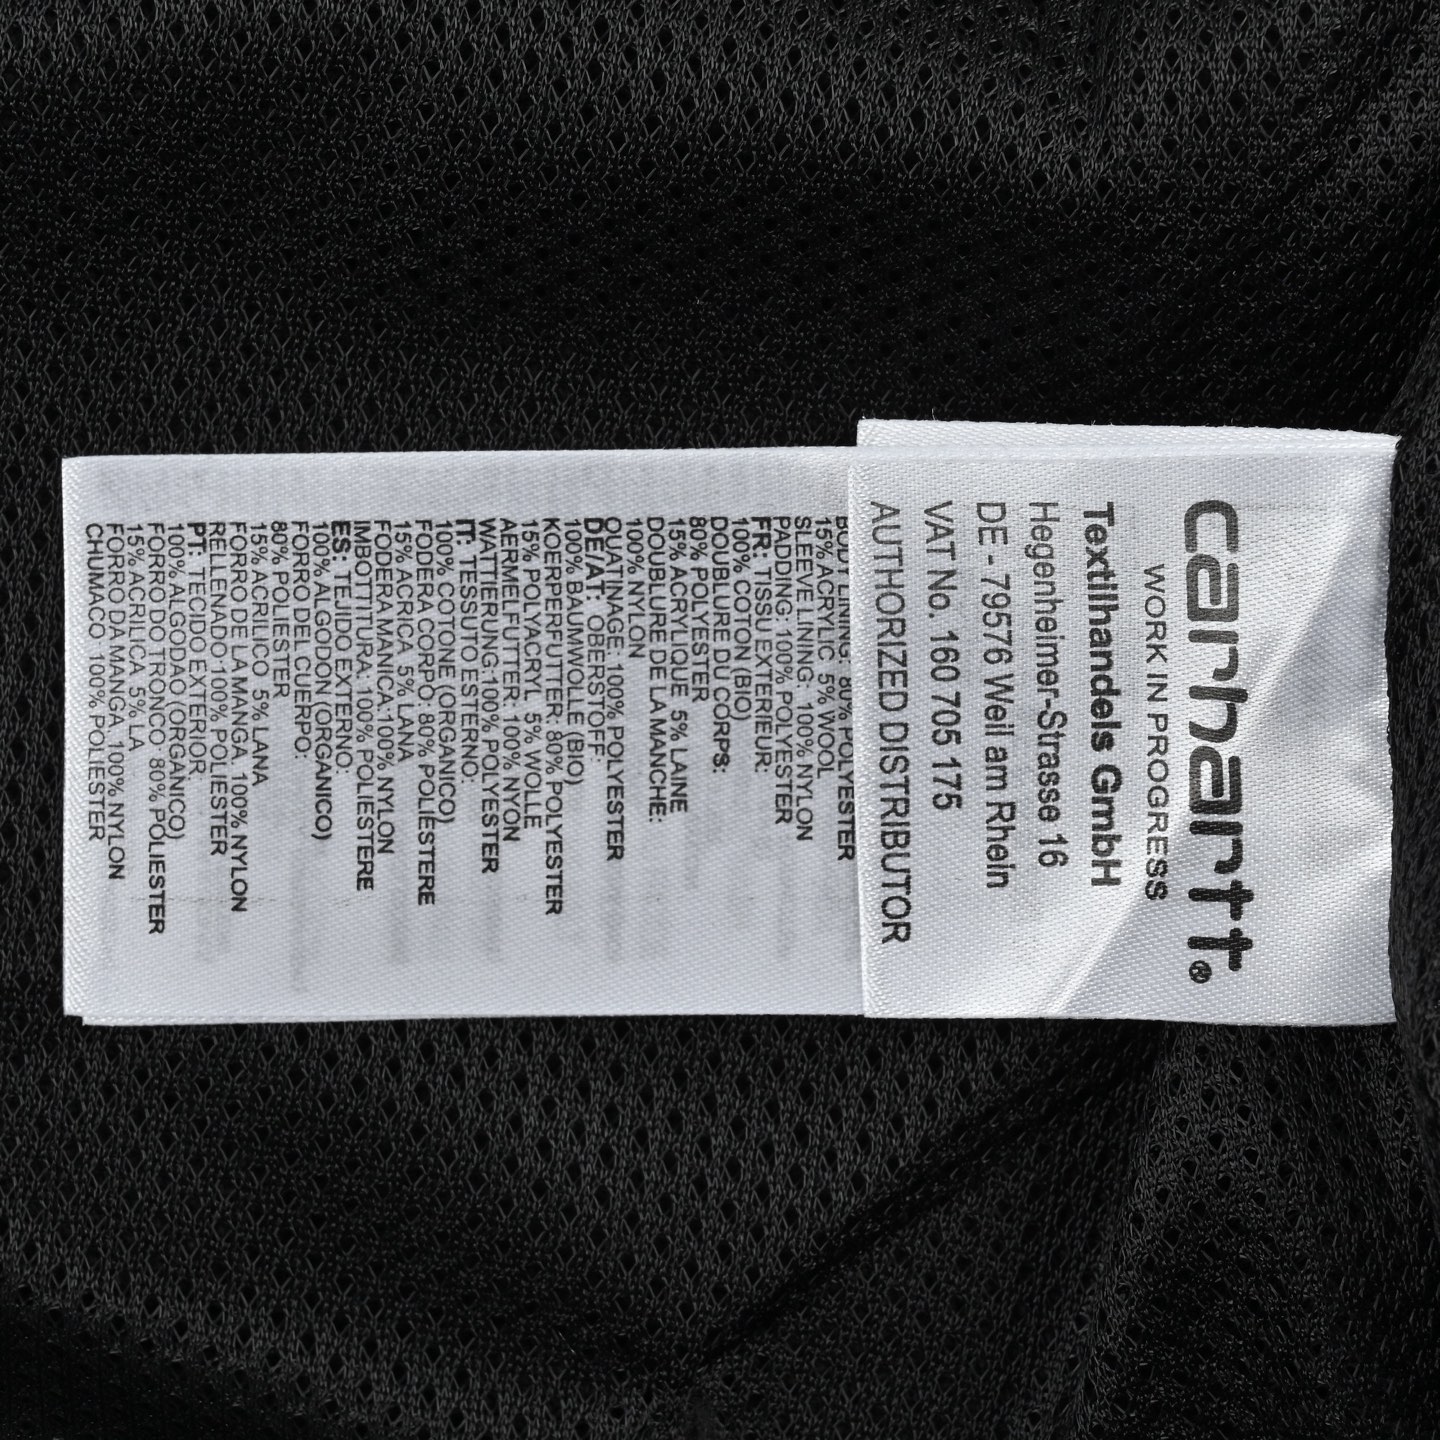 carhartt®
WORK IN PROGRESS
Textilhandels GmbH
Hegenheimer-Strasse 16
DE - 79576 Weil am Rhein
VAT No. 160 705 175
AUTHORIZED DISTRIBUTOR
BODY LINING: 80% POLYESTER
15% ACRYLIC 5% WOOL
SLEEVE LINING: 100% NYLON
PADDING: 100% POLYESTER
FR: TISSU EXTERIEUR:
100% COTON (BIO)
DOUBLURE DU CORPS:
80% POLYESTER
15% ACRYLIQUE 5% LAINE
DOUBLURE DE LA MANCHE:
100% NYLON
OUATINAGE: 100% POLYESTER
DE/AT: OBERSTOFF:
100% BAUMWOLLE (BIO)
KOERPERFUTTER: 80% POLYESTER
15% POLYACRYL 5% WOLLE
AERMELFUTTER: 100% NYON
WATTIERUNG:100% POLYESTER
IT: TESSUTO ESTERNO:
100% COTONE (ORGANICO)
FODERA CORPO: 80% POLIESTERE
15% ACRILICA 5% LANA
FODERA MANICA:100% NYLON
IMBOTTITURA: 100% POLIESTERE
ES: TEJIDO EXTERNO:
100% ALGODON (ORGANICO)
FORRO DEL CUERPO:
80% POLIESTER
15% ACRILICO 5% LANA
FORRO DE LA MANGA 100% NYLON
RELLENADO:100% POLIESTER
PT: TECIDO EXTERIOR
100% ALGODAO (ORGANICO)
FORRO DO TRONCO: 80% POLIESTER
15% ACRILICA 5% LA
FORRO DA MANGA 100% NYLON
CHUMACO 100% POLIESTER